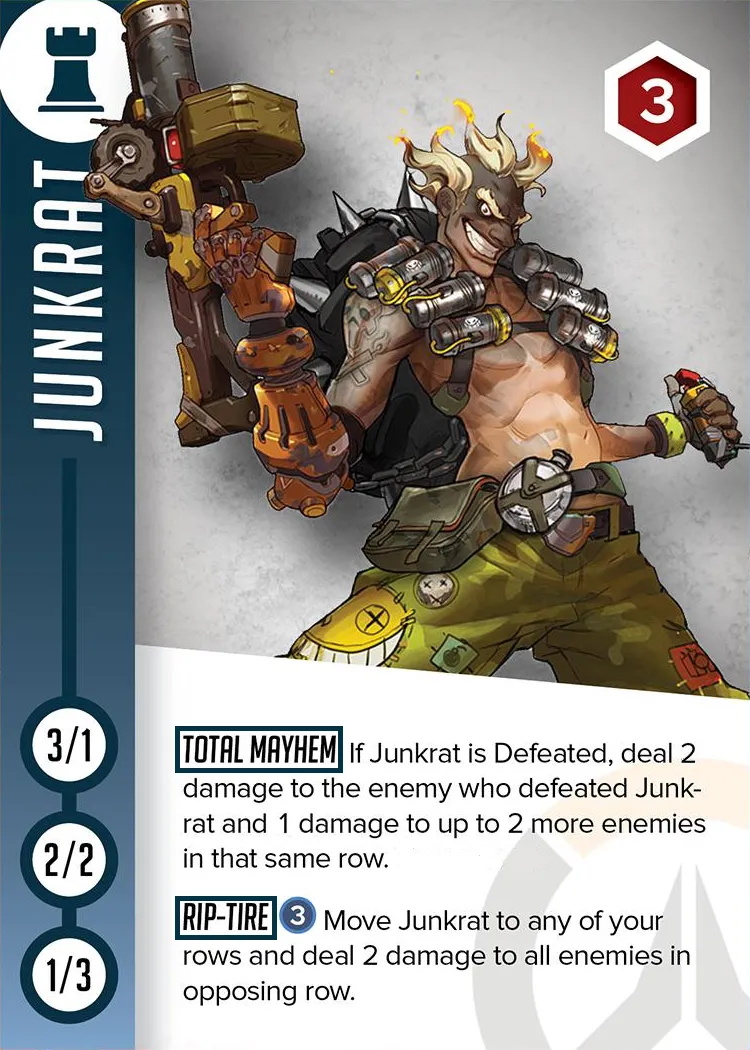 3
JUNKRAT
3/1
2/2
1/3
TOTAL MAYHEM If Junkrat is Defeated, deal 2
damage to the enemy who defeated Junk-
rat and 1 damage to up to 2 more enemies
in that same row.
RIP-TIRE 3 Move Junkrat to any of your
rows and deal 2 damage to all enemies in
opposing row.